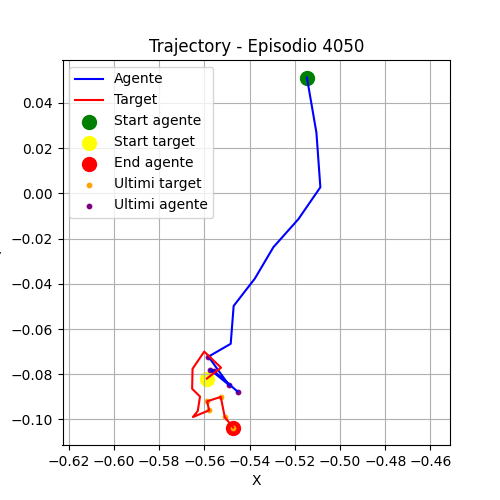 Trajectory - Episodio 4050
Agente
Target
Start agente
Start target
End agente
Ultimi target
Ultimi agente
0.04
0.02
0.00
−0.02
−0.04
−0.06
−0.08
−0.10
−0.62 −0.60 −0.58 −0.56 −0.54 −0.52 −0.50 −0.48 −0.46
X